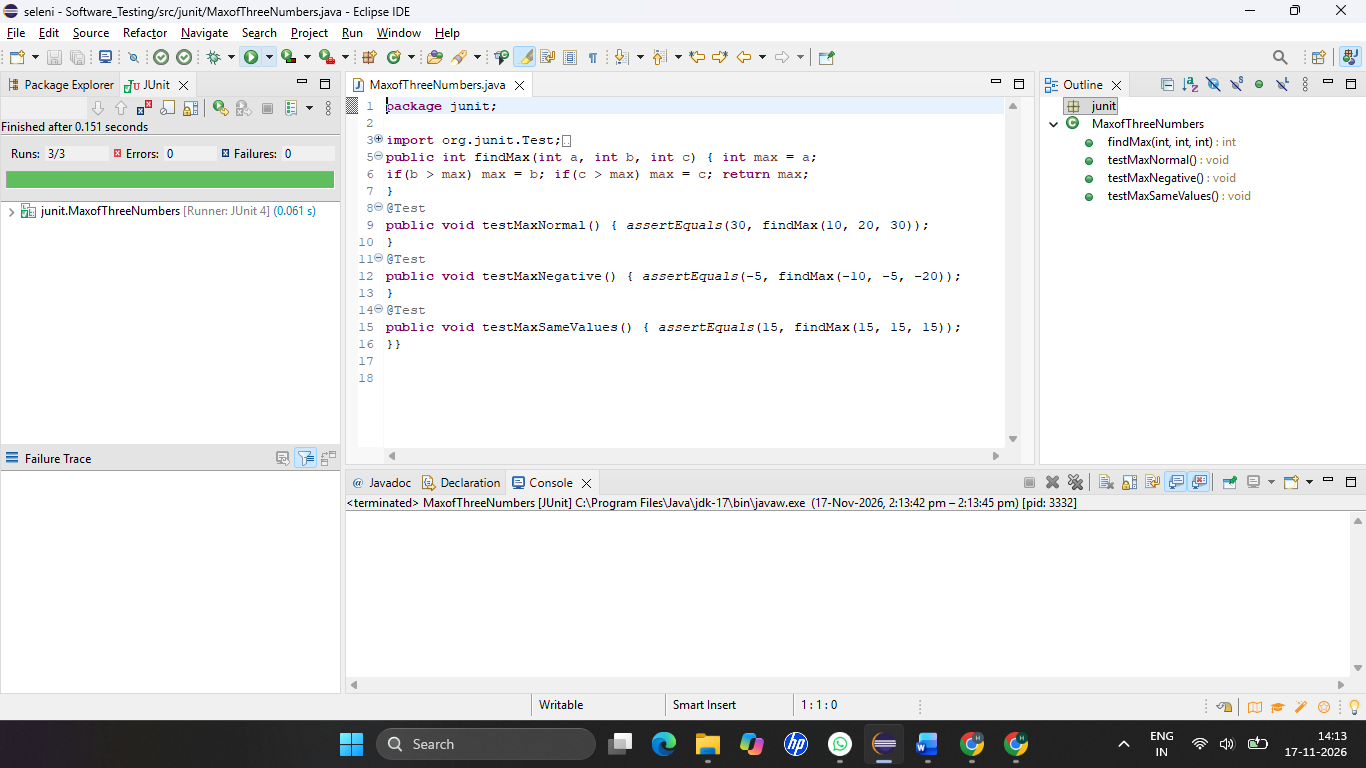 seleni - Software_Testing/src/junit/MaxofThreeNumbers.java - Eclipse IDE
File Edit Source Refactor Navigate Search Project Run Window Help
Package Explorer JUnit
Finished after 0.151 seconds
Runs: 3/3 Errors: 0 Failures: 0
junit.MaxofThreeNumbers [Runner: JUnit 4] (0.061 s)
Failure Trace
MaxofThreeNumbers.java
1 package junit;
2
3 import org.junit.Test;
5 public int findMax(int a, int b, int c) { int max = a;
6 if(b > max) max = b; if(c > max) max = c; return max;
7 }
8 @Test
9 public void testMaxNormal() { assertEquals(30, findMax(10, 20, 30));
10 }
11 @Test
12 public void testMaxNegative() { assertEquals(-5, findMax(-10, -5, -20));
13 }
14 @Test
15 public void testMaxSameValues() { assertEquals(15, findMax(15, 15, 15));
16 }}
17
18
Outline
junit
MaxofThreeNumbers
findMax(int, int, int) : int
testMaxNormal() : void
testMaxNegative() : void
testMaxSameValues() : void
@ Javadoc Declaration Console
<terminated> MaxofThreeNumbers [JUnit] C:\Program Files\Java\jdk-17\bin\javaw.exe (17-Nov-2026, 2:13:42 pm – 2:13:45 pm) [pid: 3332]
Writable Smart Insert 1 : 1 : 0
Search
ENG
IN
14:13
17-11-2026